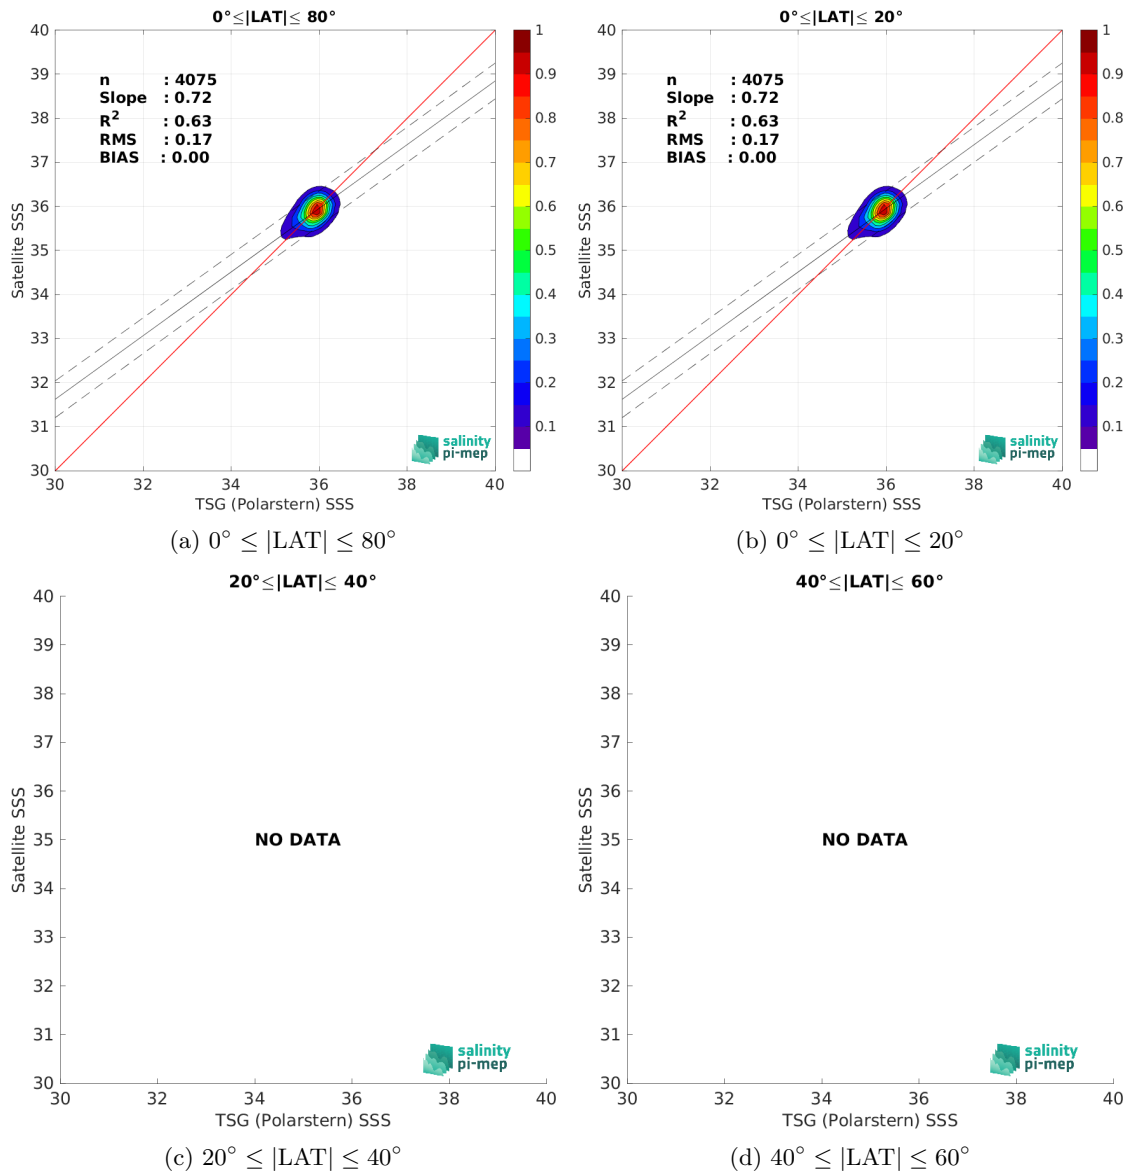 0°≤|LAT|≤ 80°
40
39
38
37
36
35
34
33
32
31
30
Satellite SSS
n : 4075
Slope : 0.72
R² : 0.63
RMS : 0.17
BIAS : 0.00
salinity
pi-mep
30 32 34 36 38 40
TSG (Polarstern) SSS
1
0.9
0.8
0.7
0.6
0.5
0.4
0.3
0.2
0.1
(a) 0° ≤ |LAT| ≤ 80°
0°≤|LAT|≤ 20°
40
39
38
37
36
35
34
33
32
31
30
Satellite SSS
n : 4075
Slope : 0.72
R² : 0.63
RMS : 0.17
BIAS : 0.00
salinity
pi-mep
30 32 34 36 38 40
TSG (Polarstern) SSS
1
0.9
0.8
0.7
0.6
0.5
0.4
0.3
0.2
0.1
(b) 0° ≤ |LAT| ≤ 20°
20°≤|LAT|≤ 40°
40
39
38
37
36
35
34
33
32
31
30
Satellite SSS
NO DATA
salinity
pi-mep
30 32 34 36 38 40
TSG (Polarstern) SSS
(c) 20° ≤ |LAT| ≤ 40°
40°≤|LAT|≤ 60°
40
39
38
37
36
35
34
33
32
31
30
Satellite SSS
NO DATA
salinity
pi-mep
30 32 34 36 38 40
TSG (Polarstern) SSS
(d) 40° ≤ |LAT| ≤ 60°